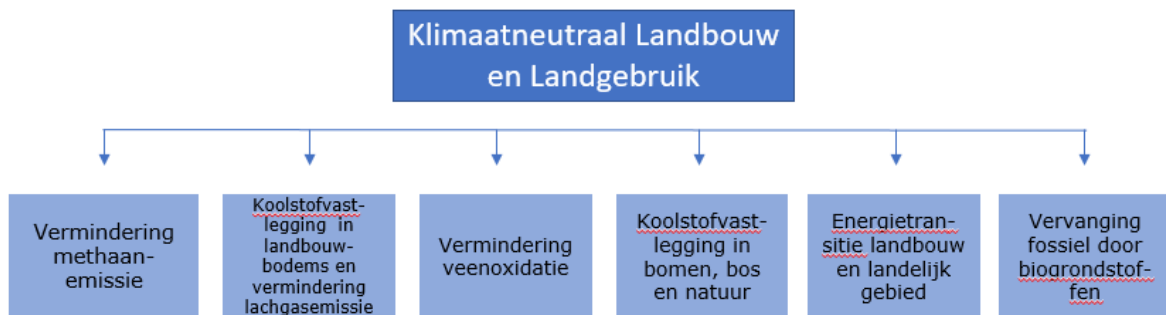 Klimaatneutraal Landbouw
en Landgebruik
Vermindering
methaan-
emissie
Koolstofvast-
legging in
landbouw-
bodems en
vermindering
lachgasemissie
Vermindering
veenoxidatie
Koolstofvast-
legging in
bomen, bos
en natuur
Energietran-
sitie landbouw
en landelijk
gebied
Vervanging
fossiel door
biogrondstof-
fen